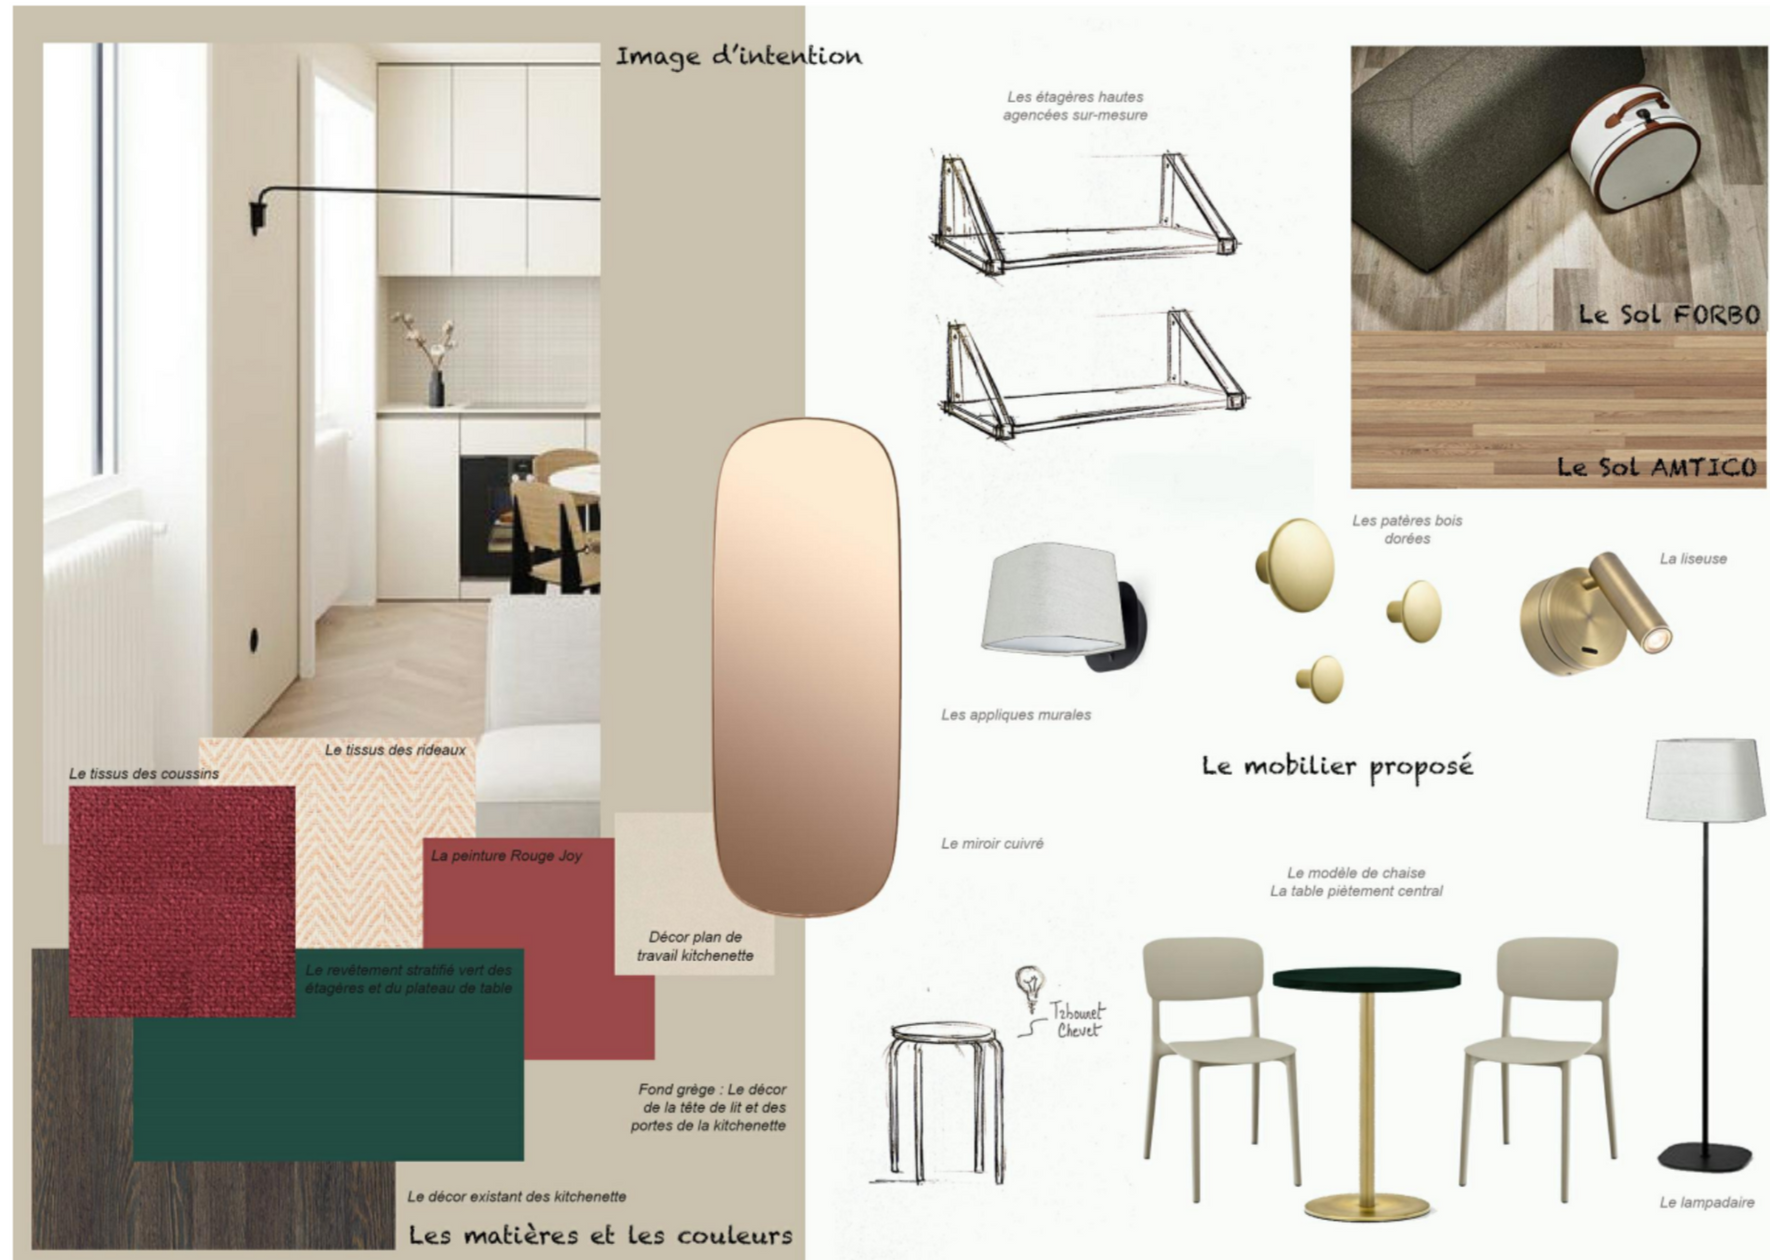 Image d'intention
Les étagères hautes
agencées sur-mesure
Le Sol FORBO
Le Sol AMTICO
Les patères bois
dorées
La liseuse
Les appliques murales
Le mobilier proposé
Le tissus des rideaux
Le tissus des coussins
La peinture Rouge Joy
Le miroir cuivré
Le modèle de chaise
La table piètement central
Décor plan de
travail kitchenette
Le revêtement stratifié vert des
étagères et du plateau de table
Tabouret
Chevet
Fond grège : Le décor
de la tête de lit et des
portes de la kitchenette
Le décor existant des kitchenette
Le lampadaire
Les matières et les couleurs